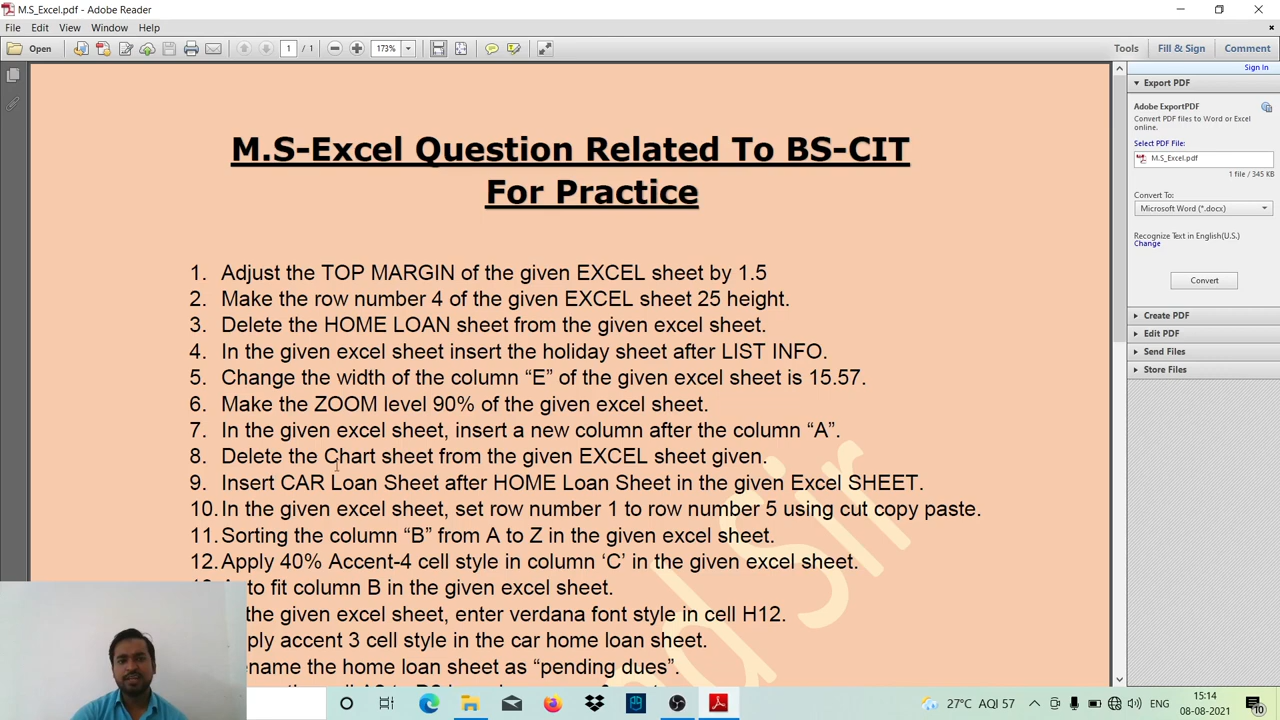 M.S_Excel.pdf - Adobe Reader
File Edit View Window Help
Open 1 / 1 173% Tools Fill & Sign Comment
Sign In
Export PDF
Adobe ExportPDF
Convert PDF files to Word or Excel
online.
Select PDF File:
M.S_Excel.pdf
1 file / 345 KB
Convert To:
Microsoft Word (*.docx)
Recognize Text in English(U.S.)
Change
Convert
Create PDF
Edit PDF
Send Files
Store Files
M.S-Excel Question Related To BS-CIT
For Practice
1. Adjust the TOP MARGIN of the given EXCEL sheet by 1.5
2. Make the row number 4 of the given EXCEL sheet 25 height.
3. Delete the HOME LOAN sheet from the given excel sheet.
4. In the given excel sheet insert the holiday sheet after LIST INFO.
5. Change the width of the column “E” of the given excel sheet is 15.57.
6. Make the ZOOM level 90% of the given excel sheet.
7. In the given excel sheet, insert a new column after the column “A”.
8. Delete the Chart sheet from the given EXCEL sheet given.
9. Insert CAR Loan Sheet after HOME Loan Sheet in the given Excel SHEET.
10. In the given excel sheet, set row number 1 to row number 5 using cut copy paste.
11. Sorting the column “B” from A to Z in the given excel sheet.
12. Apply 40% Accent-4 cell style in column ‘C’ in the given excel sheet.
to fit column B in the given excel sheet.
the given excel sheet, enter verdana font style in cell H12.
accent 3 cell style in the car home loan sheet.
the home loan sheet as “pending dues”.
Sir
27°C AQI 57
15:14
08-08-2021
10